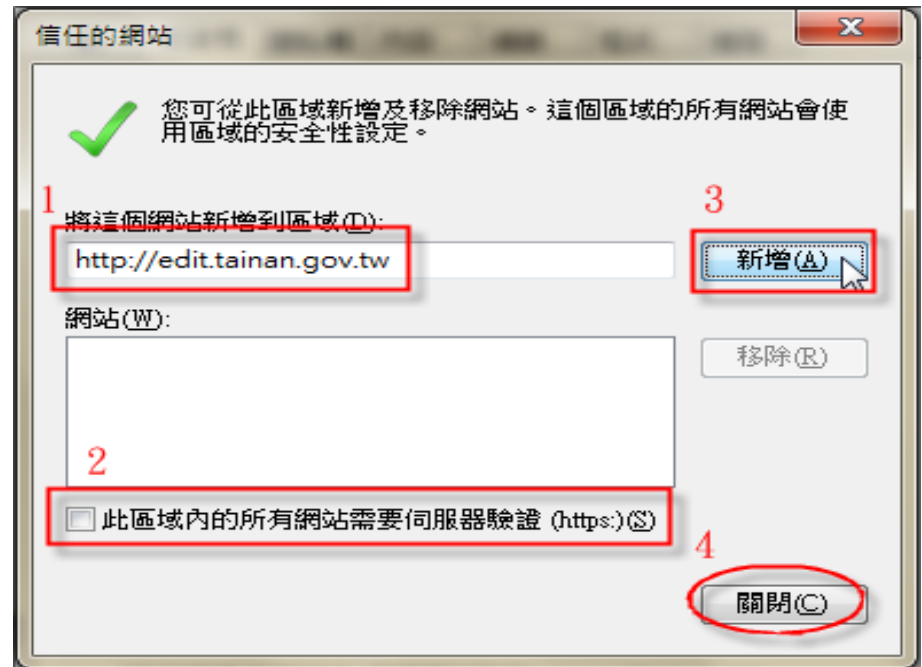 信任的網站
您可從此區域新增及移除網站。這個區域的所有網站會使
用區域的安全性設定。
1
將這個網站新增到區域(D):
3
http://edit.tainan.gov.tw
新增(A)
網站(W):
移除(R)
2
此區域內的所有網站需要伺服器驗證 (https:)(S)
4
關閉(C)